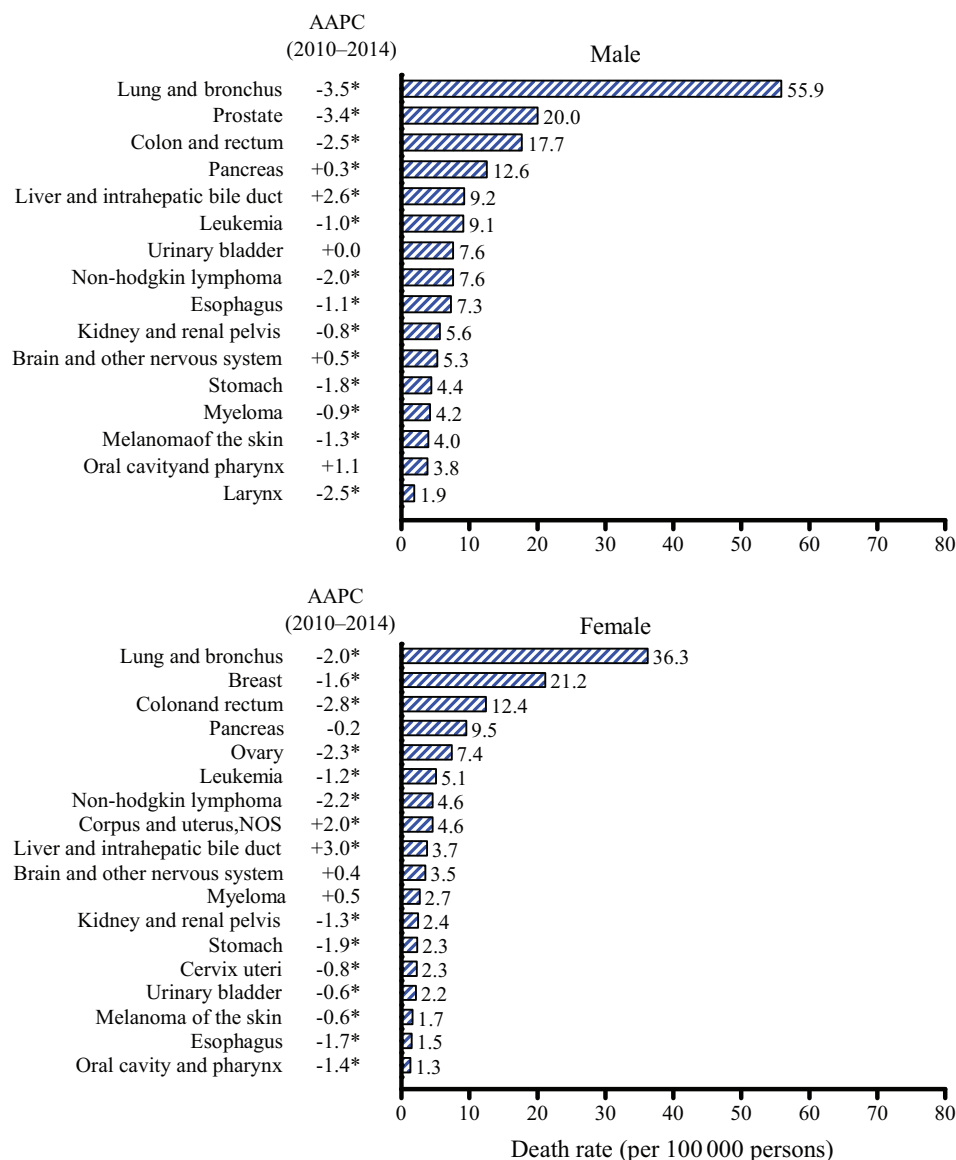 AAPC
(2010–2014)
Male
Lung and bronchus -3.5* 55.9
Prostate -3.4* 20.0
Colon and rectum -2.5* 17.7
Pancreas +0.3* 12.6
Liver and intrahepatic bile duct +2.6* 9.2
Leukemia -1.0* 9.1
Urinary bladder +0.0 7.6
Non-hodgkin lymphoma -2.0* 7.6
Esophagus -1.1* 7.3
Kidney and renal pelvis -0.8* 5.6
Brain and other nervous system +0.5* 5.3
Stomach -1.8* 4.4
Myeloma -0.9* 4.2
Melanomaof the skin -1.3* 4.0
Oral cavityand pharynx +1.1 3.8
Larynx -2.5* 1.9
0 10 20 30 40 50 60 70 80
AAPC
(2010–2014)
Female
Lung and bronchus -2.0* 36.3
Breast -1.6* 21.2
Colonand rectum -2.8* 12.4
Pancreas -0.2 9.5
Ovary -2.3* 7.4
Leukemia -1.2* 5.1
Non-hodgkin lymphoma -2.2* 4.6
Corpus and uterus,NOS +2.0* 4.6
Liver and intrahepatic bile duct +3.0* 3.7
Brain and other nervous system +0.4 3.5
Myeloma +0.5 2.7
Kidney and renal pelvis -1.3* 2.4
Stomach -1.9* 2.3
Cervix uteri -0.8* 2.3
Urinary bladder -0.6* 2.2
Melanoma of the skin -0.6* 1.7
Esophagus -1.7* 1.5
Oral cavity and pharynx -1.4* 1.3
0 10 20 30 40 50 60 70 80
Death rate (per 100 000 persons)